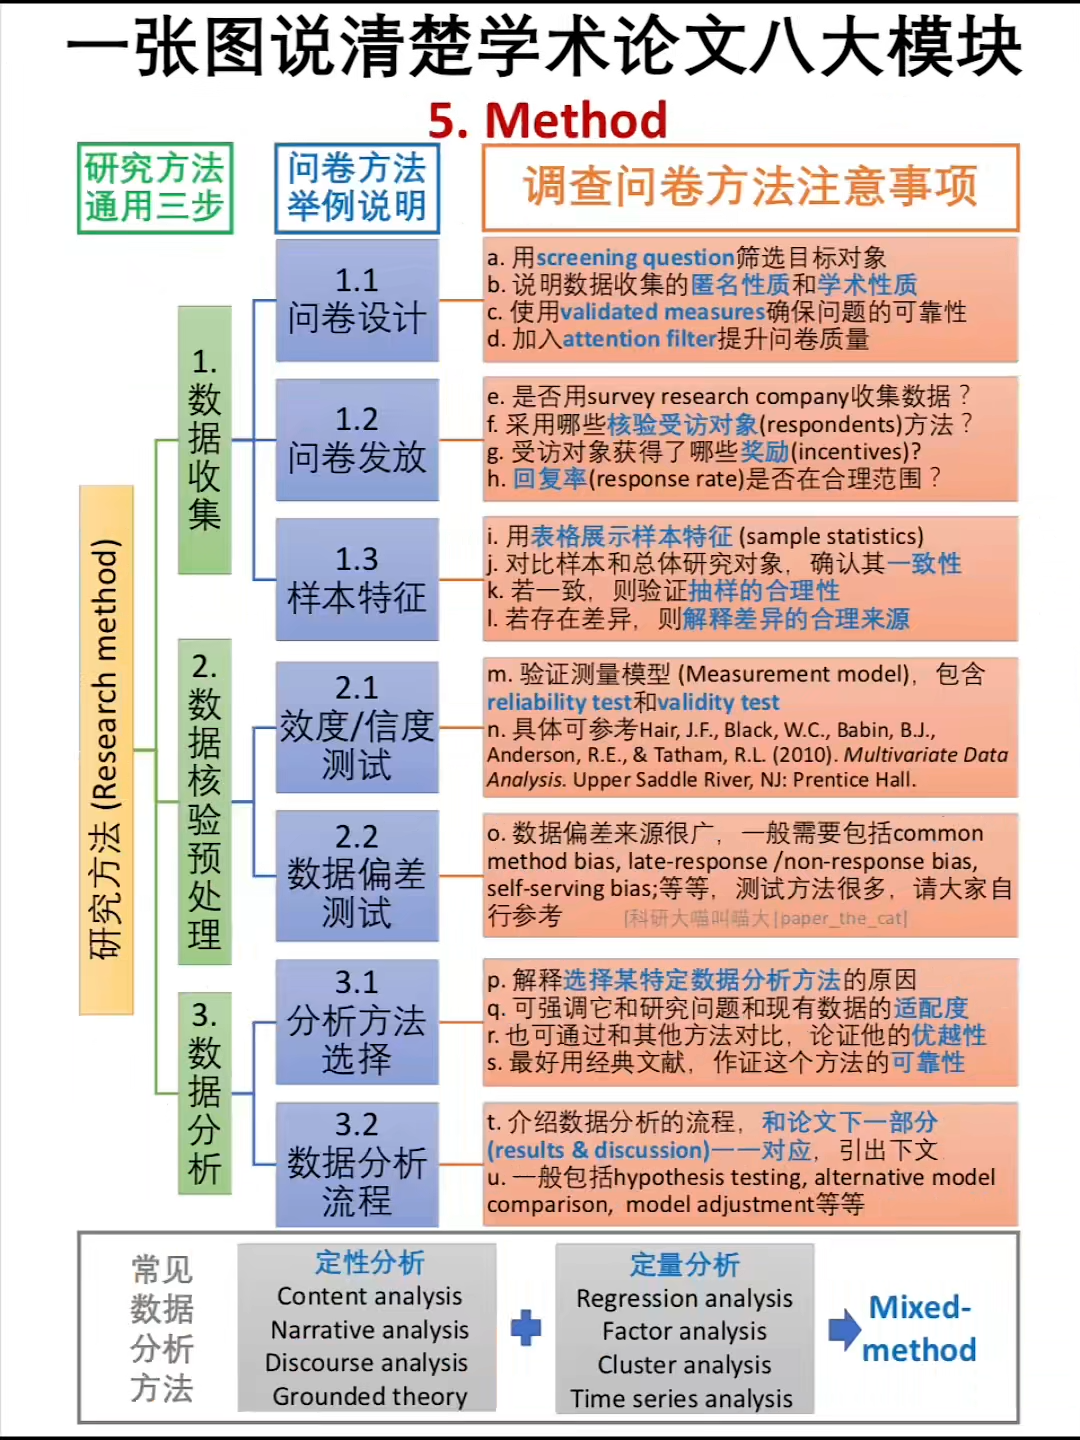 一张图说清楚学术论文八大模块
5. Method
研究方法
通用三步
问卷方法
举例说明
调查问卷方法注意事项
研究方法 (Research method)
1.
数
据
收
集
1.1
问卷设计
a. 用screening question筛选目标对象
b. 说明数据收集的匿名性质和学术性质
c. 使用validated measures确保问题的可靠性
d. 加入attention filter提升问卷质量
1.2
问卷发放
e. 是否用survey research company收集数据？
f. 采用哪些核验受访对象(respondents)方法？
g. 受访对象获得了哪些奖励(incentives)?
h. 回复率(response rate)是否在合理范围？
1.3
样本特征
i. 用表格展示样本特征 (sample statistics)
j. 对比样本和总体研究对象，确认其一致性
k. 若一致，则验证抽样的合理性
l. 若存在差异，则解释差异的合理来源
2.
数
据
核
验
预
处
理
2.1
效度/信度
测试
m. 验证测量模型 (Measurement model)，包含
reliability test和validity test
n. 具体可参考Hair, J.F., Black, W.C., Babin, B.J.,
Anderson, R.E., & Tatham, R.L. (2010). Multivariate Data
Analysis. Upper Saddle River, NJ: Prentice Hall.
2.2
数据偏差
测试
o. 数据偏差来源很广，一般需要包括common
method bias, late-response /non-response bias,
self-serving bias;等等，测试方法很多，请大家自
行参考 [科研大喵叫瞄大|paper_the_cat]
3.
数
据
分
析
3.1
分析方法
选择
p. 解释选择某特定数据分析方法的原因
q. 可强调它和研究问题和现有数据的适配度
r. 也可通过和其他方法对比，论证他的优越性
s. 最好用经典文献，作证这个方法的可靠性
3.2
数据分析
流程
t. 介绍数据分析的流程，和论文下一部分
(results & discussion)一一对应，引出下文
u. 一般包括hypothesis testing, alternative model
comparison, model adjustment等等
常见
数据
分析
方法
定性分析
Content analysis
Narrative analysis
Discourse analysis
Grounded theory
定量分析
Regression analysis
Factor analysis
Cluster analysis
Time series analysis
Mixed-
method